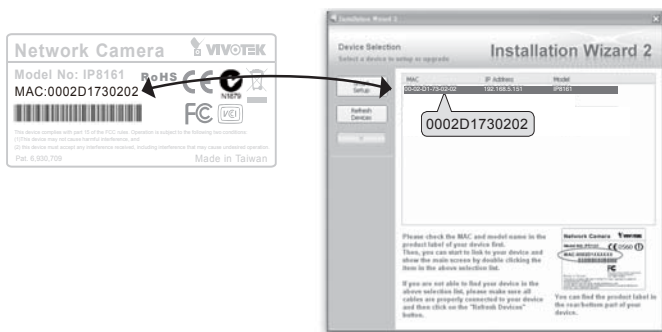 Network Camera VIVOTEK
Model No: IP8161 RoHS
MAC:0002D1730202
N1879
FC VCI
This device complies with part 15 of the FCC rules. Operation is subject to the following two conditions:
(1)This device may not cause harmful interference, and
(2) this device must accept any interference received, including interference that may cause undesired operation.
Pat. 6,930,709 Made in Taiwan
Installation Wizard 2
Device Selection
Select a device to setup or upgrade
Installation Wizard 2
Setup
Refresh
Devices
MAC IP Address Model
00-02-D1-73-02-02 192.168.5.151 IP8161
0002D1730202
Please check the MAC and model name in the
product label of your device first.
Then, you can start to link to your device and
show the main screen by double clicking the
item in the above selection list.
If you are not able to find your device in the
above selection list, please make sure all
cables are properly connected to your device
and then click on the "Refresh Devices"
button.
Network Camera VIVOTEK
0560
You can find the product label in
the rear/bottom part of your
device.